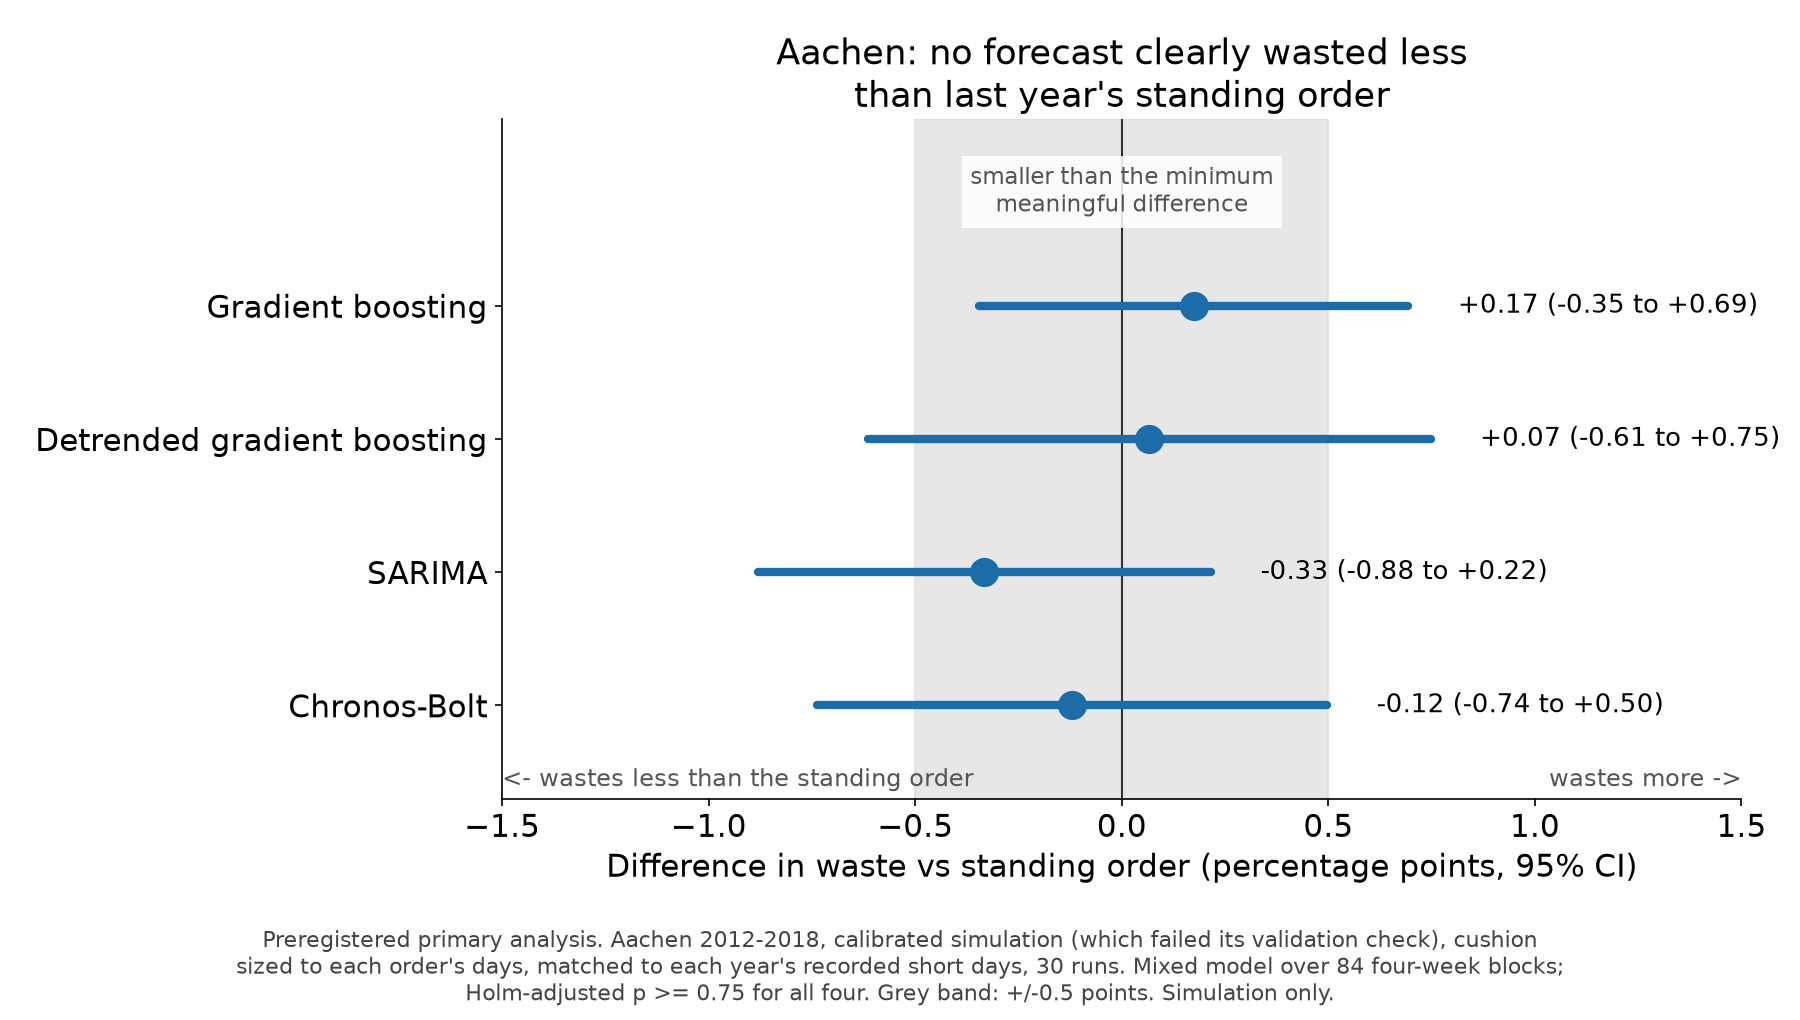 Aachen: no forecast clearly wasted less
than last year's standing order
smaller than the minimum
meaningful difference
Gradient boosting
+0.17 (-0.35 to +0.69)
Detrended gradient boosting
+0.07 (-0.61 to +0.75)
SARIMA
-0.33 (-0.88 to +0.22)
Chronos-Bolt
-0.12 (-0.74 to +0.50)
<- wastes less than the standing order
wastes more ->
−1.5 −1.0 −0.5 0.0 0.5 1.0 1.5
Difference in waste vs standing order (percentage points, 95% CI)
Preregistered primary analysis. Aachen 2012-2018, calibrated simulation (which failed its validation check), cushion
sized to each order's days, matched to each year's recorded short days, 30 runs. Mixed model over 84 four-week blocks;
Holm-adjusted p >= 0.75 for all four. Grey band: +/-0.5 points. Simulation only.